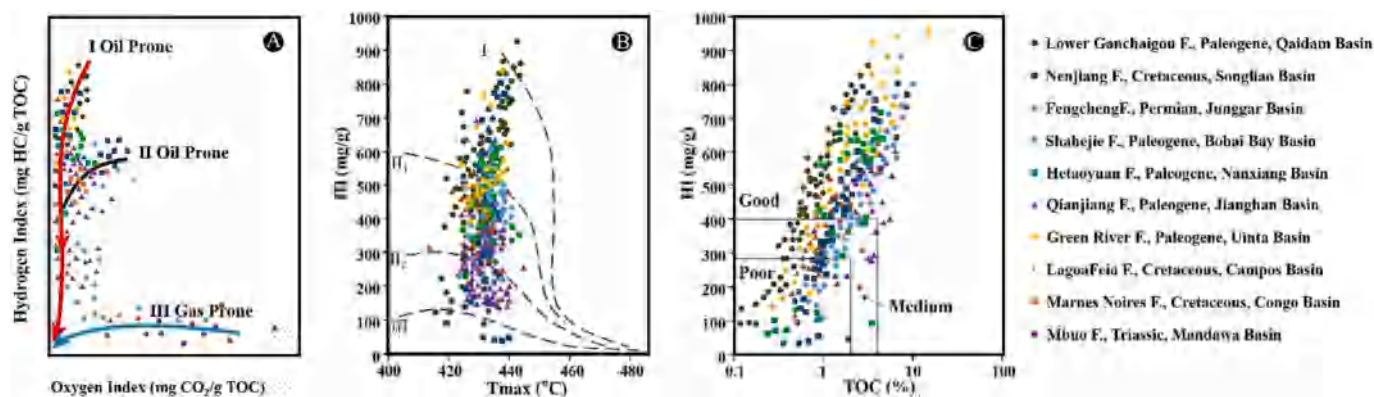 Hydrogen Index (mg HC/g TOC)
A
I Oil Prone
II Oil Prone
III Gas Prone
Oxygen Index (mg CO₂/g TOC)
B
HI (mg/g)
1000
900
800
700
600
500
400
300
200
100
0
I
II₁
II₂
III
400
420
440
460
480
Tmax (°C)
C
HI (mg/g)
1000
900
800
700
600
500
400
300
200
100
0
Good
Poor
Medium
0.1
1
10
100
TOC (%)
Lower Ganchaigou F., Paleogene, Qaidam Basin
Nenjiang F., Cretaceous, Songliao Basin
FengchengF., Permian, Junggar Basin
Shahejie F., Paleogene, Bohai Bay Basin
Hetaoyuan F., Paleogene, Nanxiang Basin
Qianjiang F., Paleogene, Jianghan Basin
Green River F., Paleogene, Uinta Basin
LagoaFeia F., Cretaceous, Campos Basin
Marnes Noires F., Cretaceous, Congo Basin
Mbuo F., Triassic, Mandawa Basin